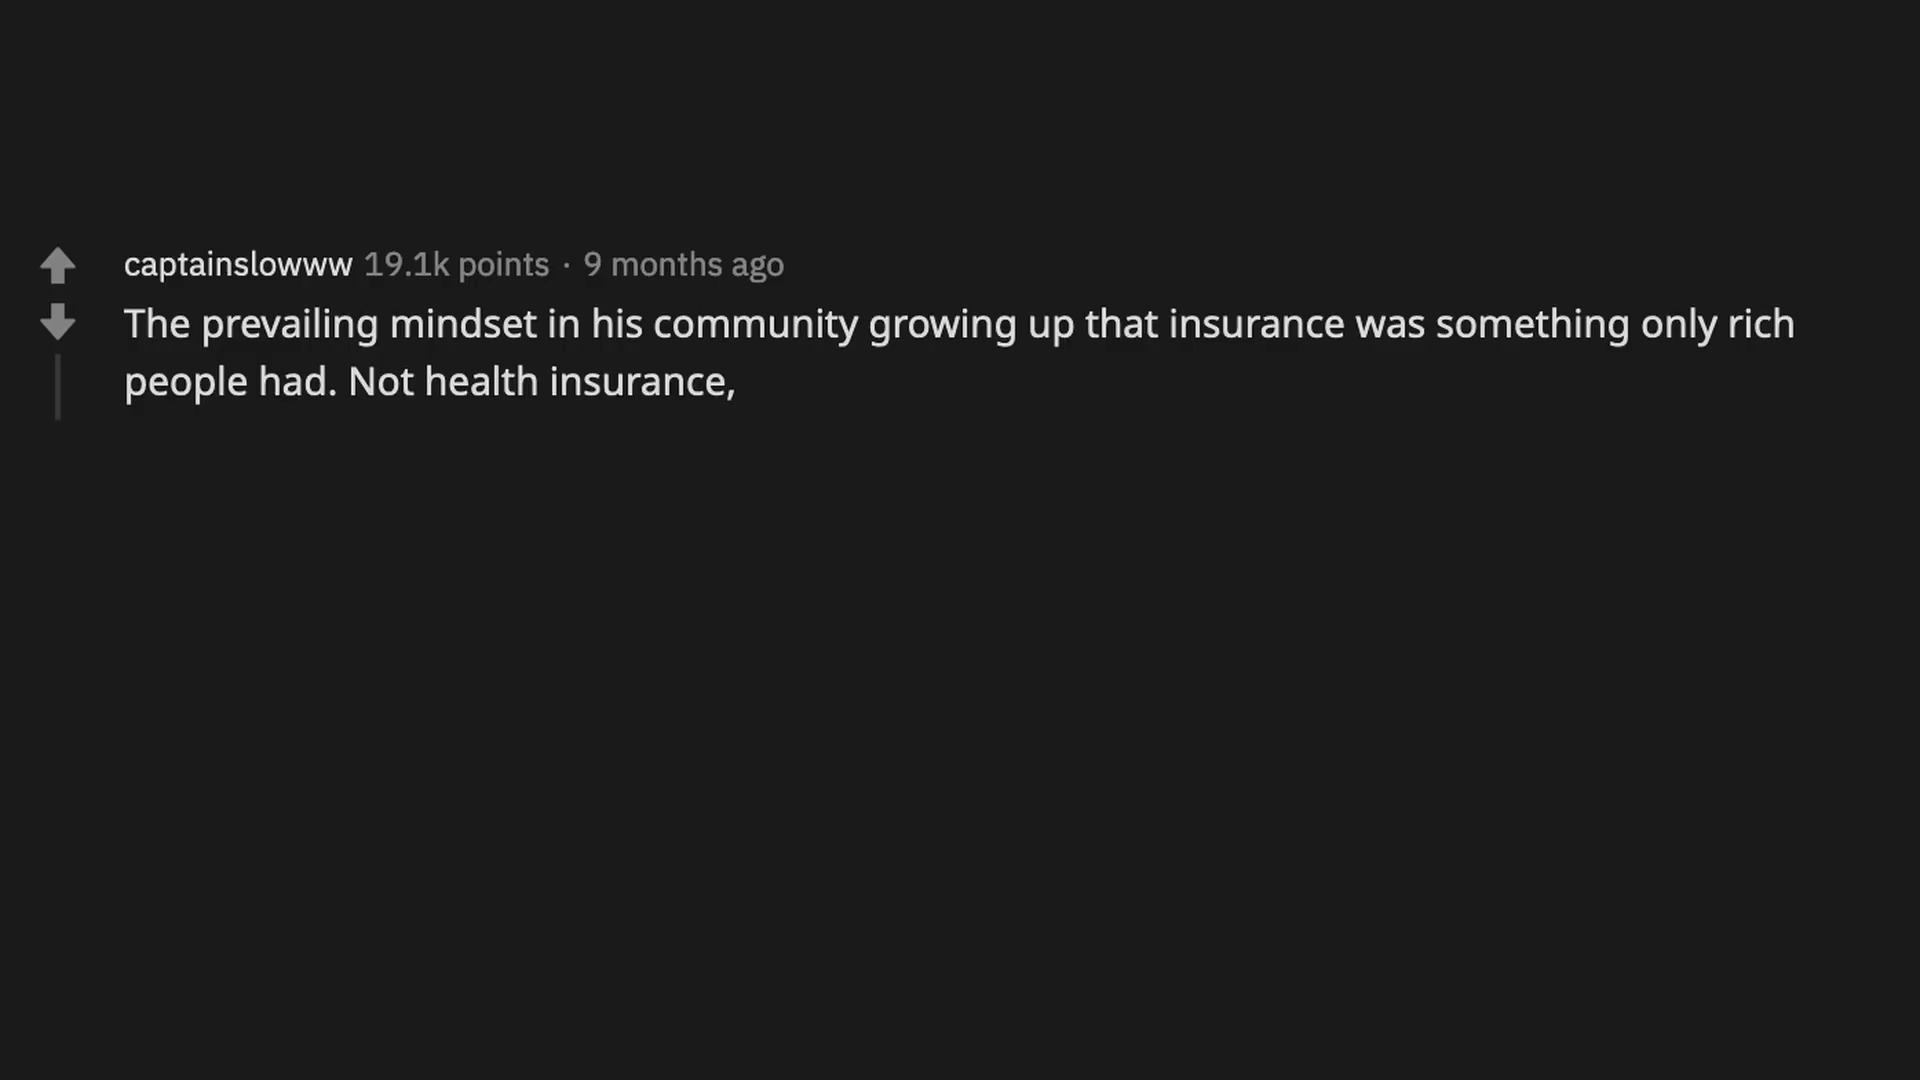 captainslowww 19.1k points · 9 months ago
The prevailing mindset in his community growing up that insurance was something only rich
people had. Not health insurance,